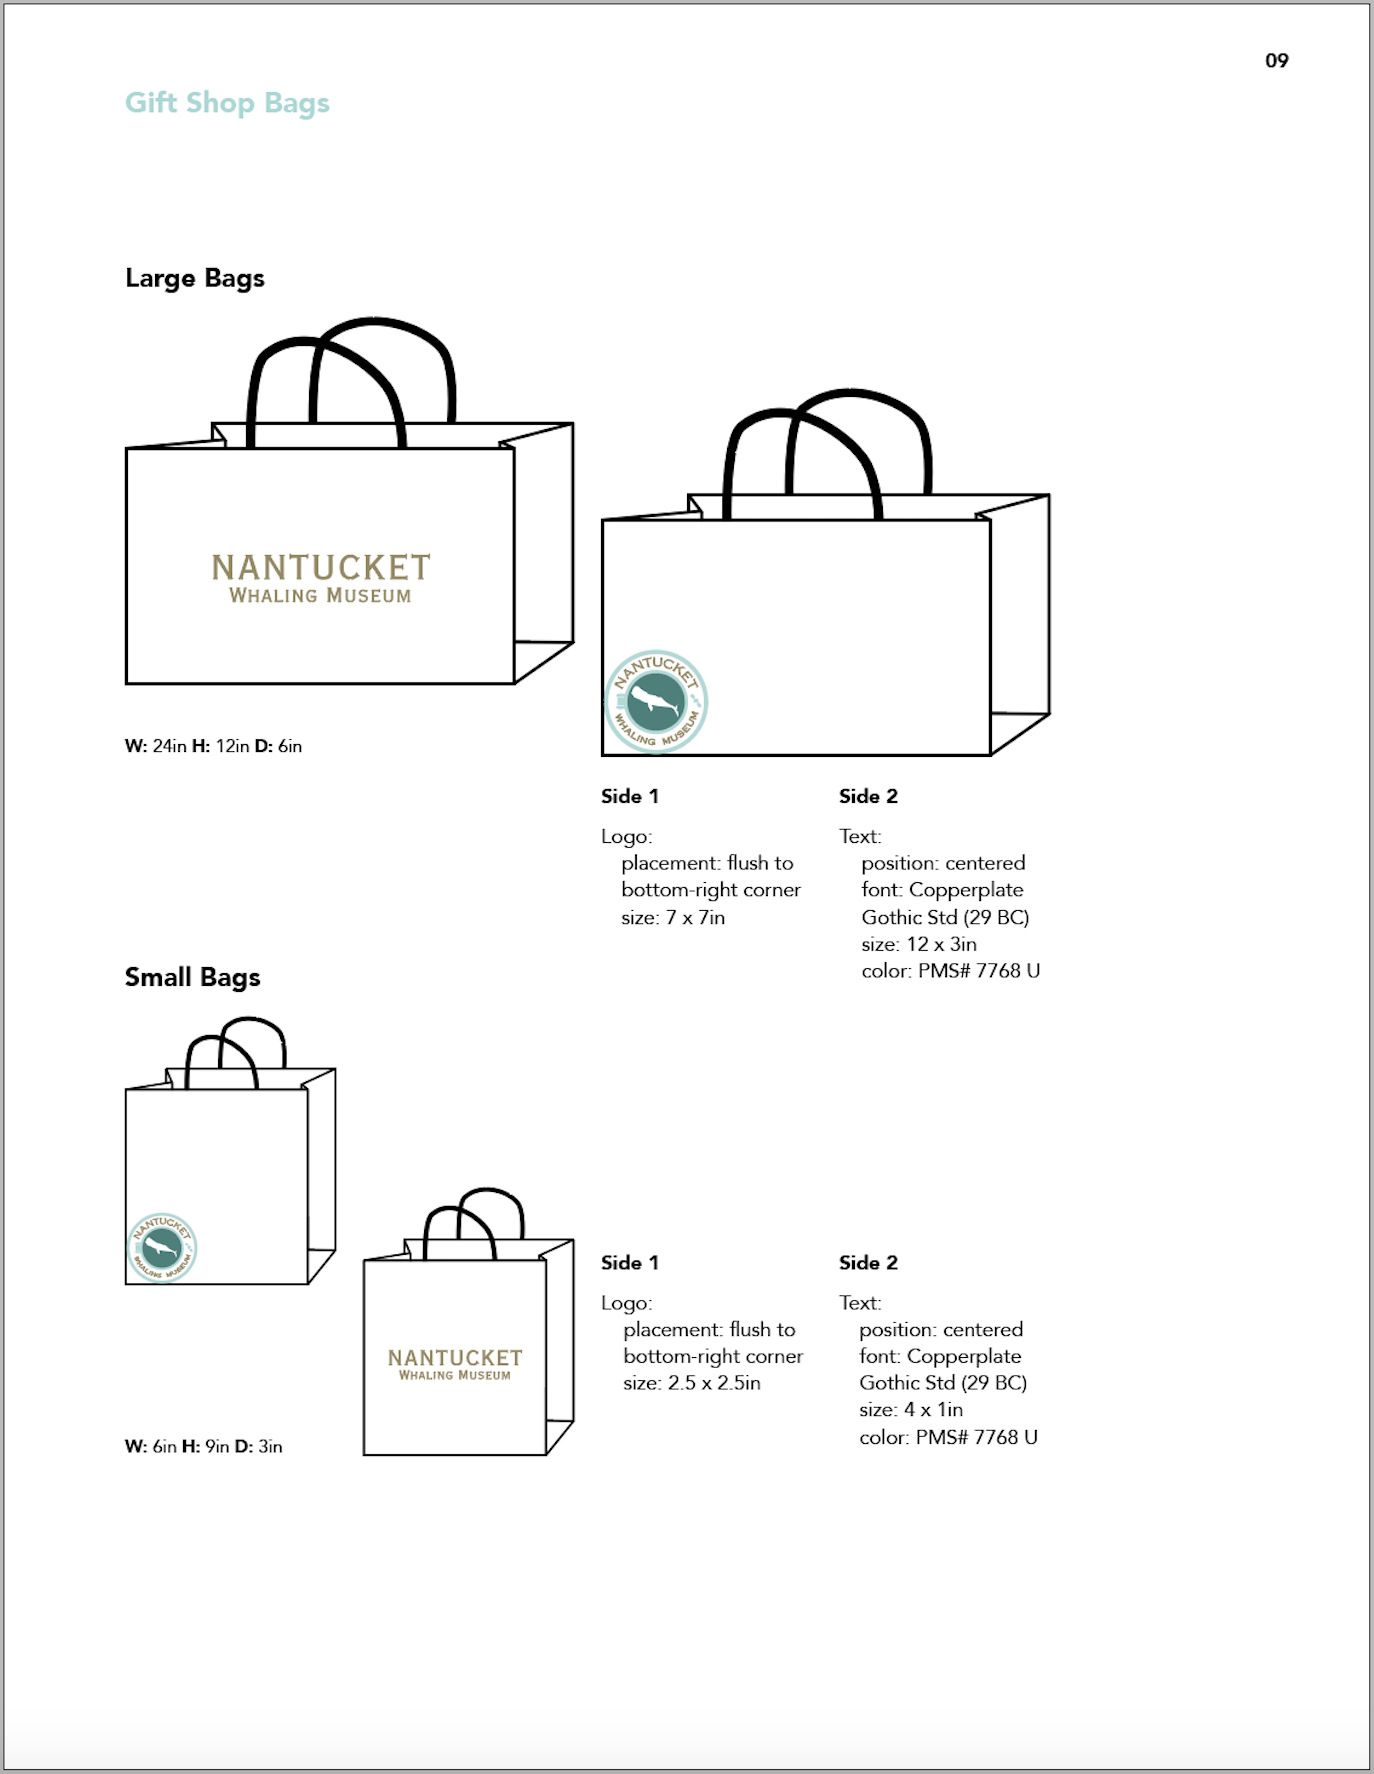 09
Gift Shop Bags
Large Bags
NANTUCKET
WHALING MUSEUM
NANTUCKET
WHALING MUSEUM
W: 24in H: 12in D: 6in
Side 1
Logo:
placement: flush to
bottom-right corner
size: 7 x 7in
Side 2
Text:
position: centered
font: Copperplate
Gothic Std (29 BC)
size: 12 x 3in
color: PMS# 7768 U
Small Bags
NANTUCKET
WHALING MUSEUM
NANTUCKET
WHALING MUSEUM
W: 6in H: 9in D: 3in
Side 1
Logo:
placement: flush to
bottom-right corner
size: 2.5 x 2.5in
Side 2
Text:
position: centered
font: Copperplate
Gothic Std (29 BC)
size: 4 x 1in
color: PMS# 7768 U